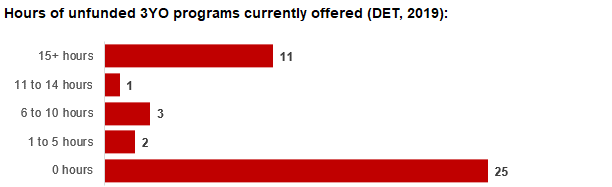 Hours of unfunded 3YO programs currently offered (DET, 2019):
15+ hours 11
11 to 14 hours 1
6 to 10 hours 3
1 to 5 hours 2
0 hours 25